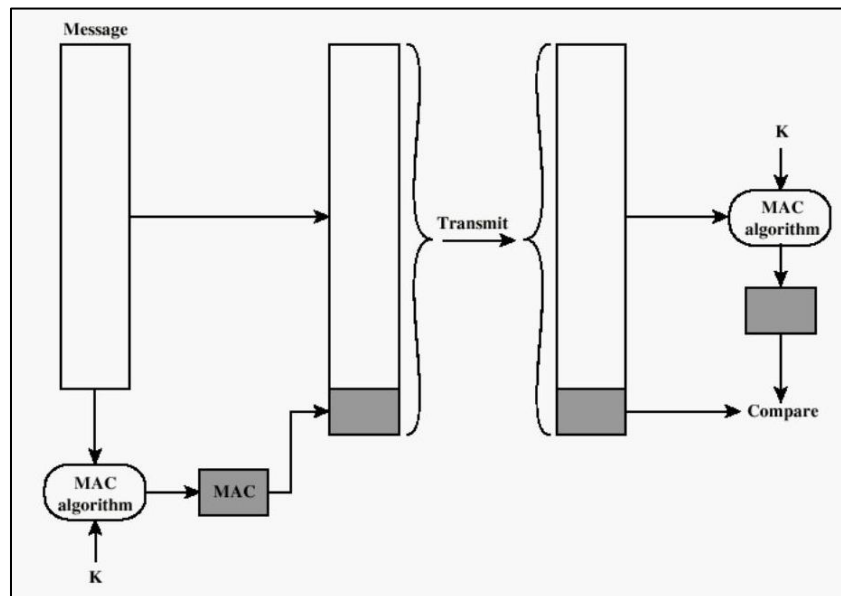 Message
K
MAC
algorithm
Transmit
Compare
MAC
algorithm
MAC
K